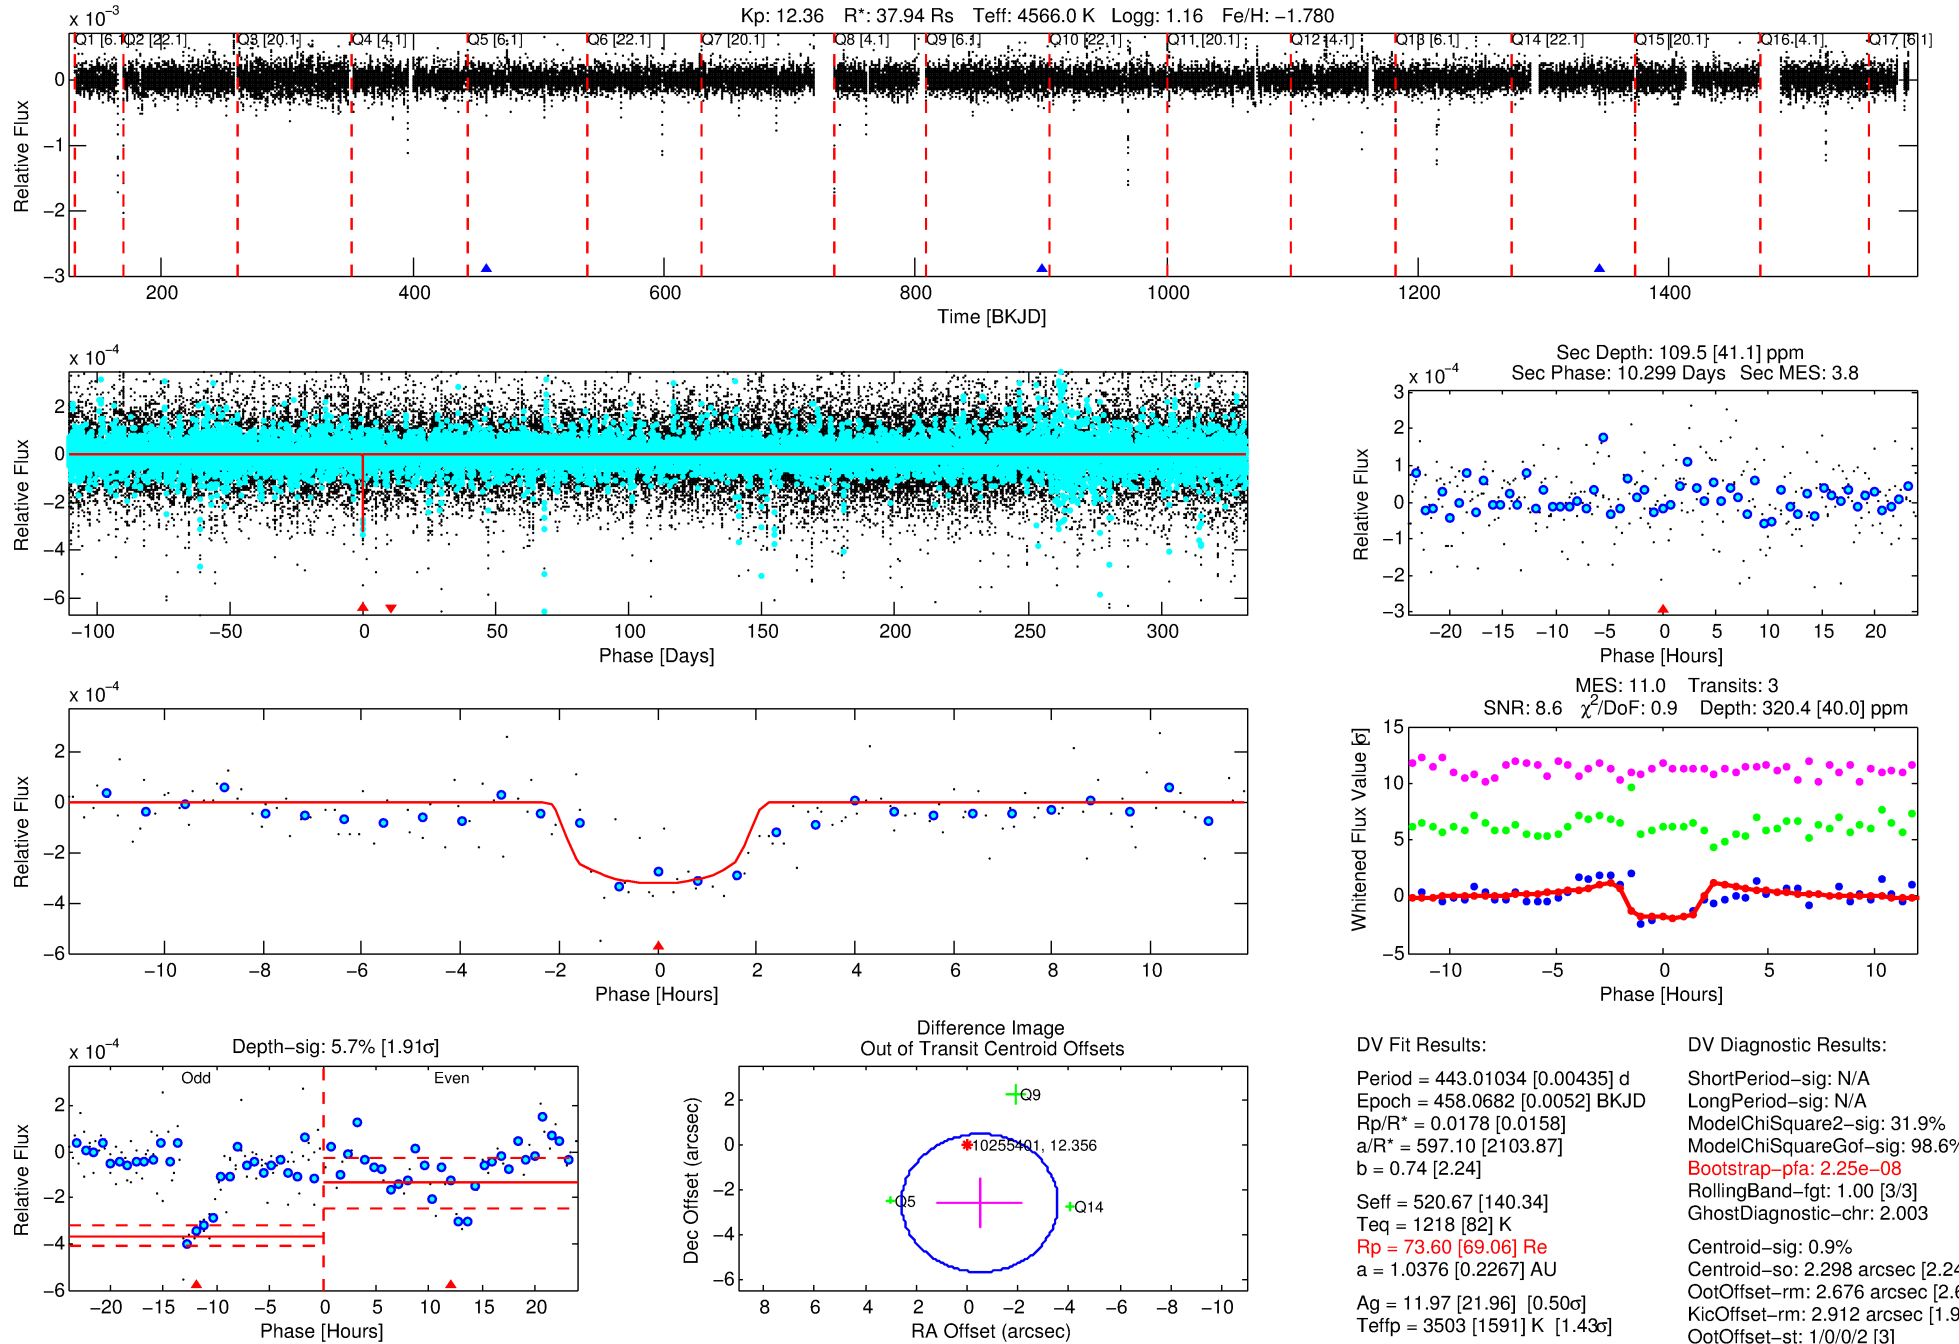 Kp: 12.36 R*: 37.94 Rs Teff: 4566.0 K Logg: 1.16 Fe/H: −1.780
x 10−3
Q1 [6.1] Q2 [22.1] Q3 [20.1] Q4 [4.1] Q5 [6.1] Q6 [22.1] Q7 [20.1] Q8 [4.1] Q9 [6.1] Q10 [22.1] Q11 [20.1] Q12 [4.1] Q13 [6.1] Q14 [22.1] Q15 [20.1] Q16 [4.1] Q17 [6.1]
0
−1
−2
−3
Relative Flux
200 400 600 800 1000 1200 1400
Time [BKJD]
x 10−4
2
0
−2
−4
−6
Relative Flux
−100 −50 0 50 100 150 200 250 300
Phase [Days]
Sec Depth: 109.5 [41.1] ppm
Sec Phase: 10.299 Days Sec MES: 3.8
x 10−4
3
2
1
0
−1
−2
−3
Relative Flux
−20 −15 −10 −5 0 5 10 15 20
Phase [Hours]
x 10−4
2
0
−2
−4
−6
Relative Flux
−10 −8 −6 −4 −2 0 2 4 6 8 10
Phase [Hours]
MES: 11.0 Transits: 3
SNR: 8.6 χ2/DoF: 0.9 Depth: 320.4 [40.0] ppm
15
10
5
0
−5
Whitened Flux Value [σ]
−10 −5 0 5 10
Phase [Hours]
Depth−sig: 5.7% [1.91σ]
x 10−4
Odd Even
2
0
−2
−4
−6
Relative Flux
−20 −15 −10 −5 0 5 10 15 20
Phase [Hours]
Difference Image
Out of Transit Centroid Offsets
2
0
−2
−4
−6
Dec Offset (arcsec)
Q9
10255401, 12.356
Q5
Q14
8 6 4 2 0 −2 −4 −6 −8 −10
RA Offset (arcsec)
DV Fit Results:
Period = 443.01034 [0.00435] d
Epoch = 458.0682 [0.0052] BKJD
Rp/R* = 0.0178 [0.0158]
a/R* = 597.10 [2103.87]
b = 0.74 [2.24]
Seff = 520.67 [140.34]
Teq = 1218 [82] K
Rp = 73.60 [69.06] Re
a = 1.0376 [0.2267] AU
Ag = 11.97 [21.96] [0.50σ]
Teffp = 3503 [1591] K [1.43σ]
DV Diagnostic Results:
ShortPeriod−sig: N/A
LongPeriod−sig: N/A
ModelChiSquare2−sig: 31.9%
ModelChiSquareGof−sig: 98.6%
Bootstrap−pfa: 2.25e−08
RollingBand−fgt: 1.00 [3/3]
GhostDiagnostic−chr: 2.003
Centroid−sig: 0.9%
Centroid−so: 2.298 arcsec [2.24
OotOffset−rm: 2.676 arcsec [2.6
KicOffset−rm: 2.912 arcsec [1.9
OotOffset−st: 1/0/0/2 [3]